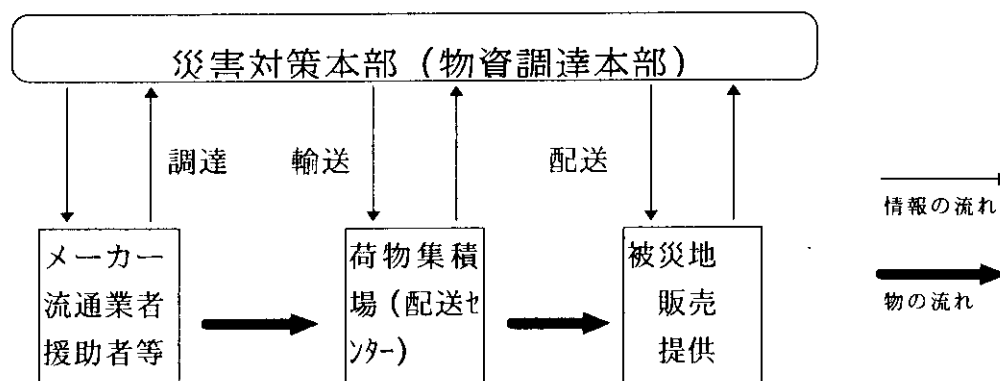 災害対策本部（物資調達本部）
調達
輸送
配送
情報の流れ
物の流れ
メーカー
流通業者
援助者等
荷物集積
場（配送セ
ンター）
被災地
販売
提供